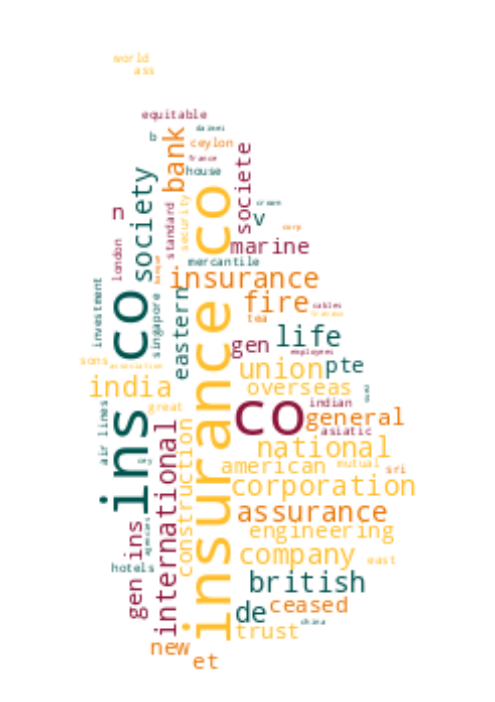 world
ass
equitable
dainei
b
bank
ceylon
france
house
societe
society
n
standard
security
insurance co
crown
v
corp
marine
london
mercantile
investment
ins co
singapore
eastern
insurance
fire
cables
tea
life
gen
employees
sons
association
union
pte
india
overseas
great
co
indian
general
asiatic
air lines
national
international
construction
american
mutual
sri
corporation
assurance
gen ins
agencies
engineering
company
east
hotels
british
de
ceased
china
trust
new
et